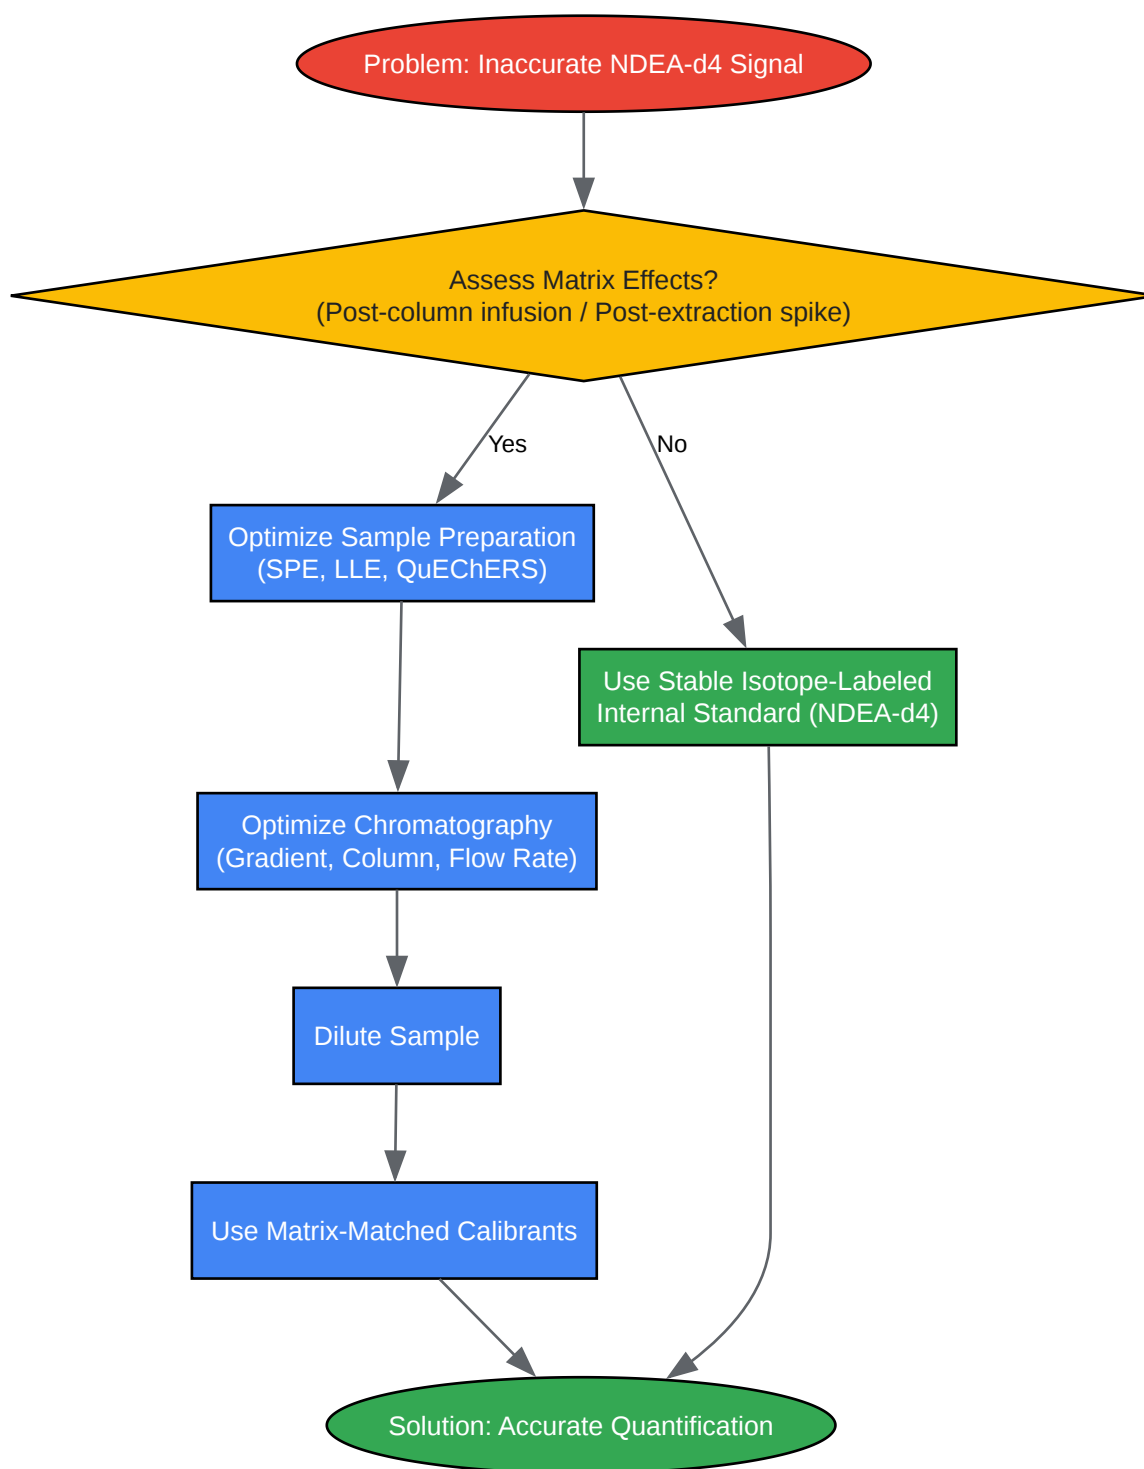 Problem: Inaccurate NDEA-d4 Signal
Assess Matrix Effects?
(Post-column infusion / Post-extraction spike)
Yes
No
Optimize Sample Preparation
(SPE, LLE, QuEChERS)
Use Stable Isotope-Labeled
Internal Standard (NDEA-d4)
Optimize Chromatography
(Gradient, Column, Flow Rate)
Dilute Sample
Use Matrix-Matched Calibrants
Solution: Accurate Quantification